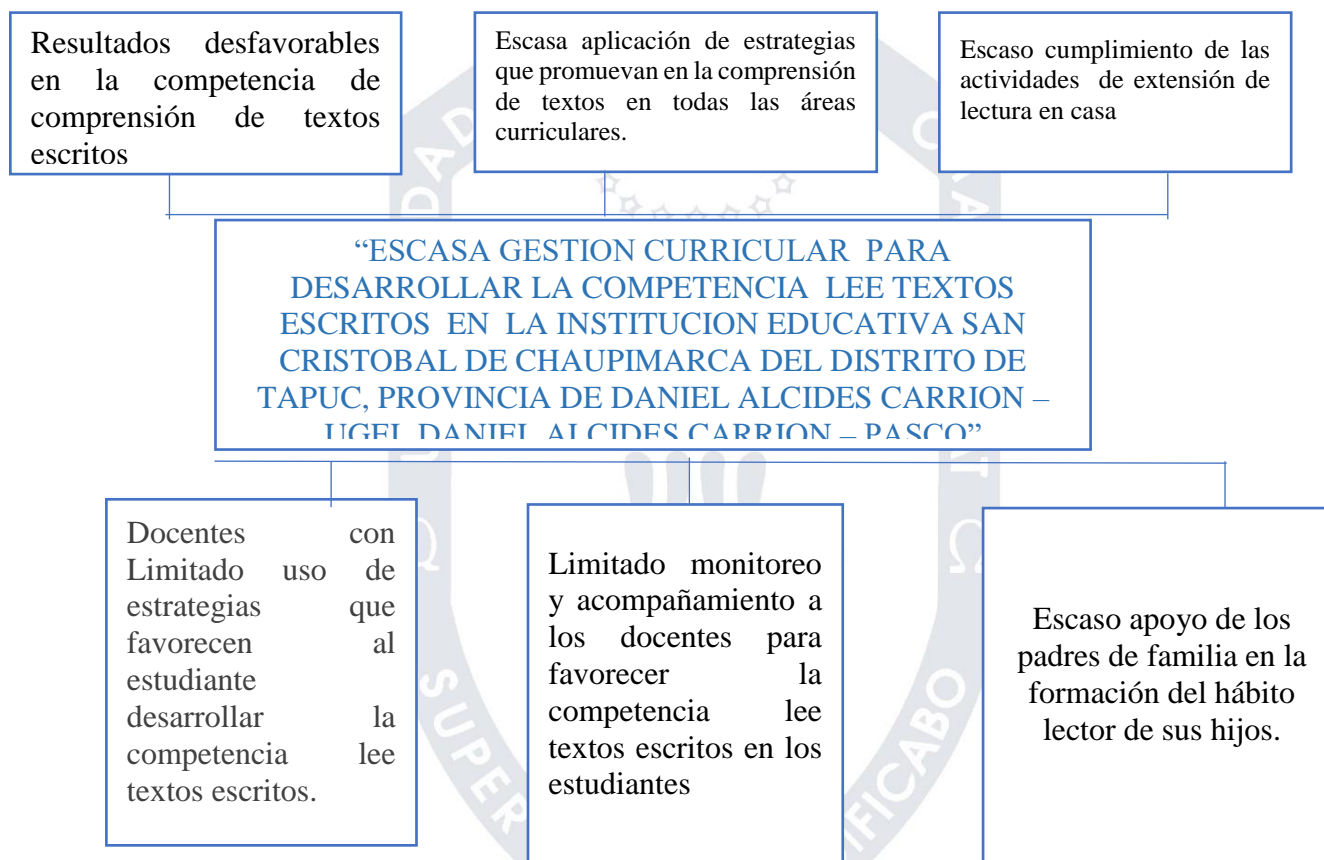 Resultados desfavorables
en la competencia de
comprensión de textos
escritos
Escasa aplicación de estrategias
que promuevan en la comprensión
de textos en todas las áreas
curriculares.
Escaso cumplimiento de las
actividades de extensión de
lectura en casa
“ESCASA GESTION CURRICULAR PARA
DESARROLLAR LA COMPETENCIA LEE TEXTOS
ESCRITOS EN LA INSTITUCION EDUCATIVA SAN
CRISTOBAL DE CHAUPIMARCA DEL DISTRITO DE
TAPUC, PROVINCIA DE DANIEL ALCIDES CARRION –
UGEL DANIEL ALCIDES CARRION – PASCO”
Docentes con
Limitado uso de
estrategias que
favorecen al
estudiante
desarrollar la
competencia lee
textos escritos.
Limitado monitoreo
y acompañamiento a
los docentes para
favorecer la
competencia lee
textos escritos en los
estudiantes
Escaso apoyo de los
padres de familia en la
formación del hábito
lector de sus hijos.